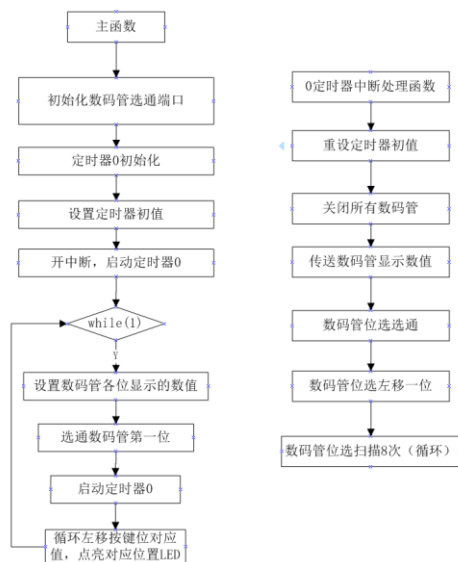 主函数
初始化数码管选通端口
定时器0初始化
设置定时器初值
开中断，启动定时器0
while(1)
Y
设置数码管各位显示的数值
选通数码管第一位
启动定时器0
循环左移按键位对应
值，点亮对应位置LED
0定时器中断处理函数
重设定时器初值
关闭所有数码管
传送数码管显示数值
数码管位选选通
数码管位选左移一位
数码管位选扫描8次（循环）